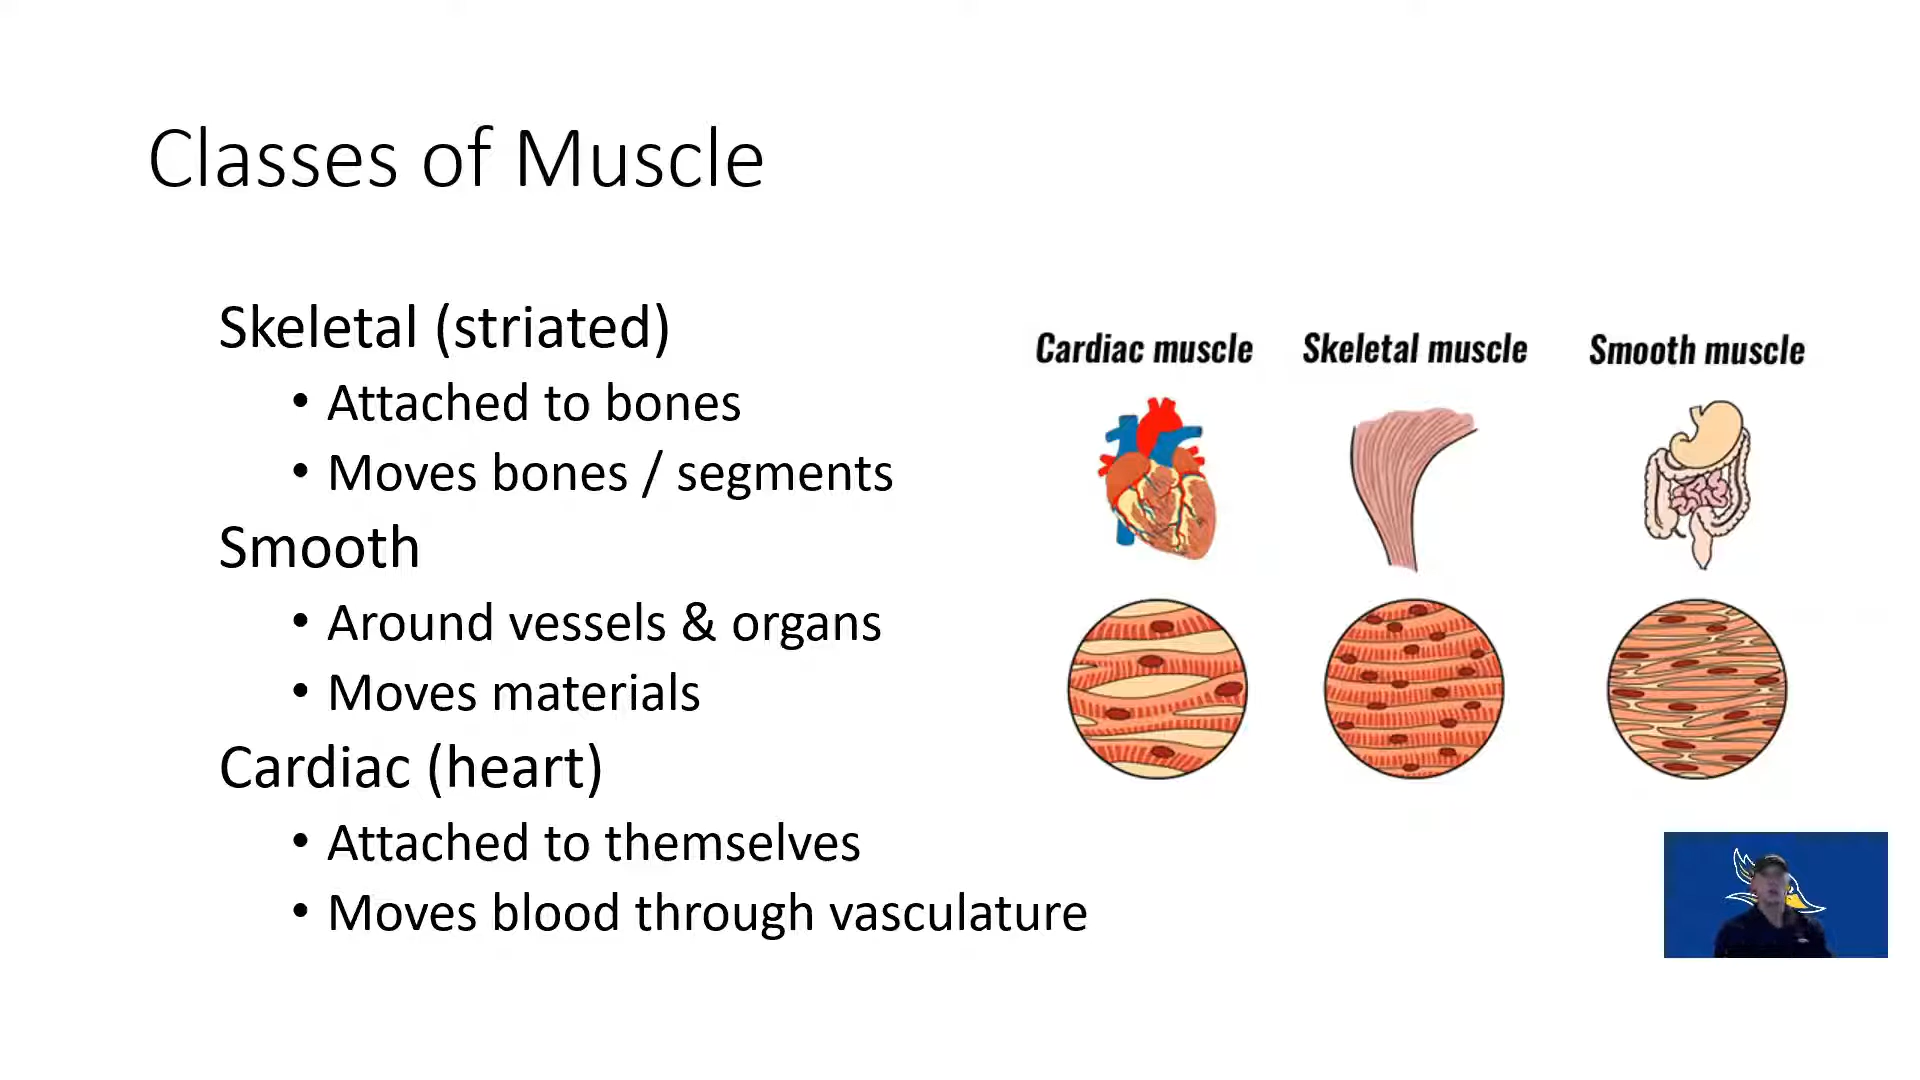 Classes of Muscle
Skeletal (striated)
• Attached to bones
• Moves bones / segments
Smooth
• Around vessels & organs
• Moves materials
Cardiac (heart)
• Attached to themselves
• Moves blood through vasculature
Cardiac muscle
Skeletal muscle
Smooth muscle